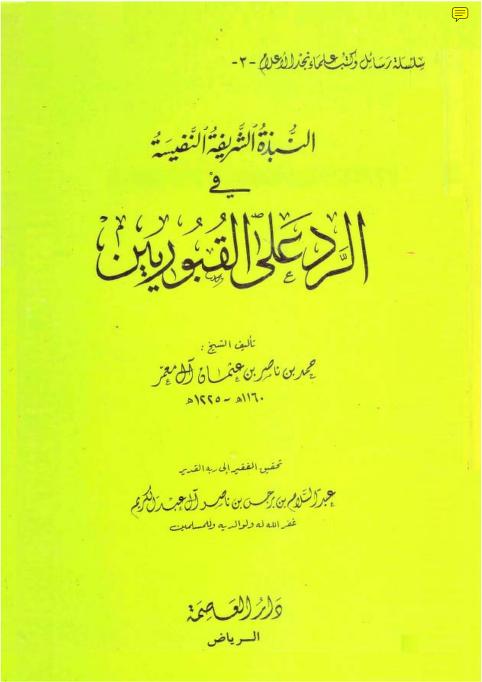 سلسلة رسائل وكتب علماء نجد الأعلام -٣-
النُّبذة الشريفة النفيسة
في
الرد على القبوريين
تأليف الشيخ :
حمد بن ناصر بن عثمان آل معمر
١١٦٠هـ - ١٢٢٥هـ
تحقيق الفقير إلى ربه القدير
عبد السلام بن برجس بن ناصر آل عبد الكريم
غفر الله له ولوالديه وللمسلمين
دار العاصمة
الرياض